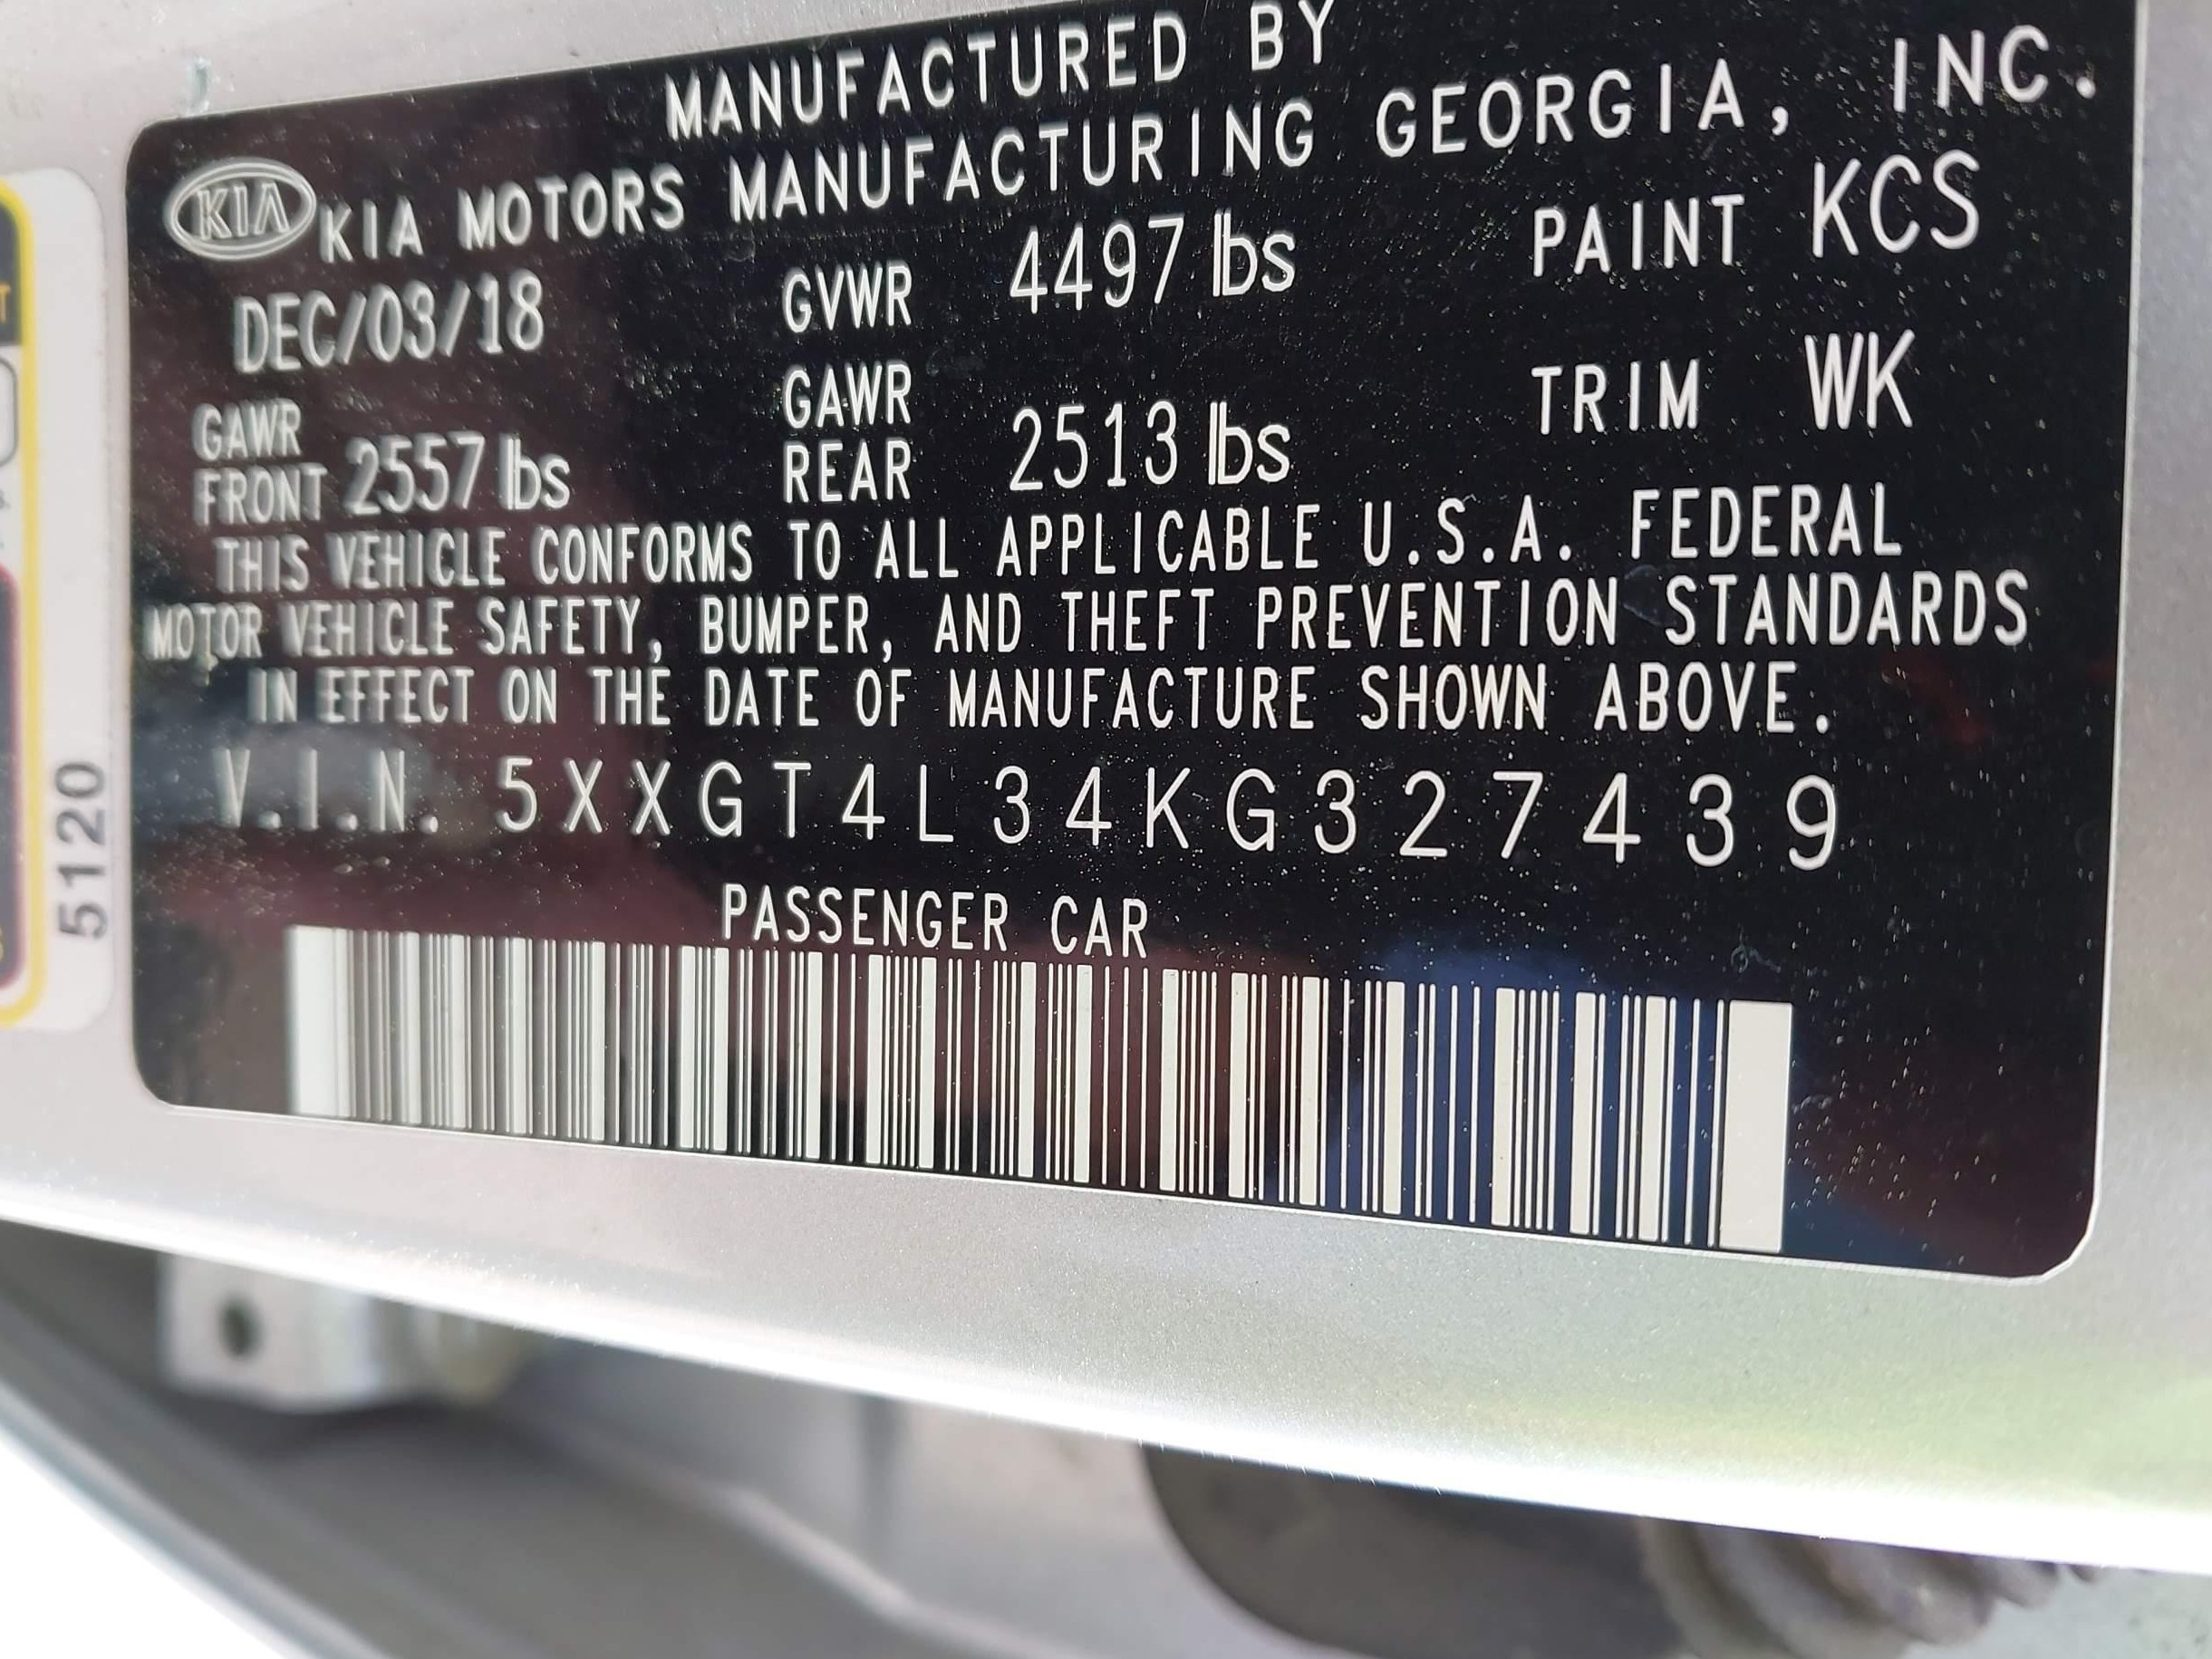 MANUFACTURED BY
KIA KIA MOTORS MANUFACTURING GEORGIA, INC.
DEC/03/18 GVWR 4497 lbs PAINT KCS
GAWR FRONT 2557 lbs GAWR REAR 2513 lbs TRIM WK
THIS VEHICLE CONFORMS TO ALL APPLICABLE U.S.A. FEDERAL
MOTOR VEHICLE SAFETY, BUMPER, AND THEFT PREVENTION STANDARDS
IN EFFECT ON THE DATE OF MANUFACTURE SHOWN ABOVE.
V.I.N. 5XXGT4L34KG327439
PASSENGER CAR
5120